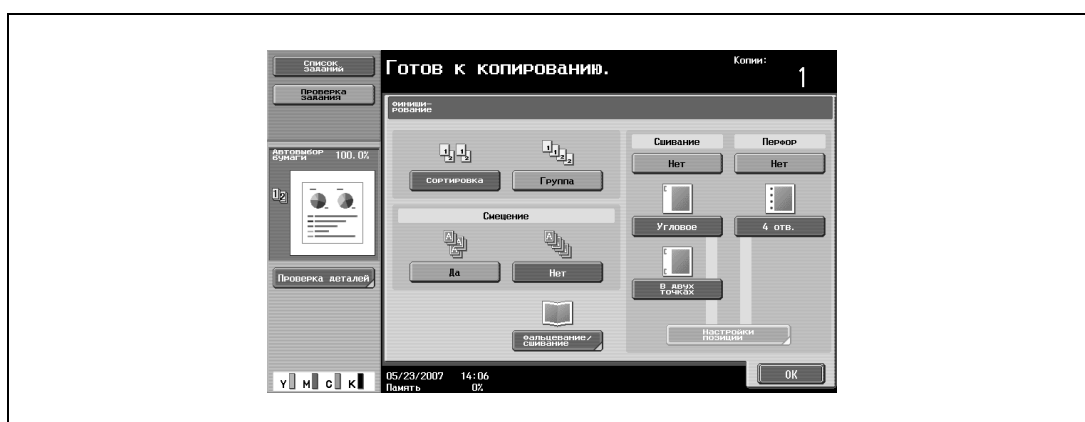 Список
заданий
Проверка
задания
Автовыбор
бумаги
100.0%
Проверка деталей
Y M C K
Готов к копированию.
Копии:
1
Финиши-
рование
Сортировка
Группа
Смещение
Да
Нет
Фальцевание/
сшивание
Сшивание
Нет
Угловое
В двух
точках
Перфор
Нет
4 отв.
Настройки
позиции
05/23/2007 14:06
Память 0%
OK